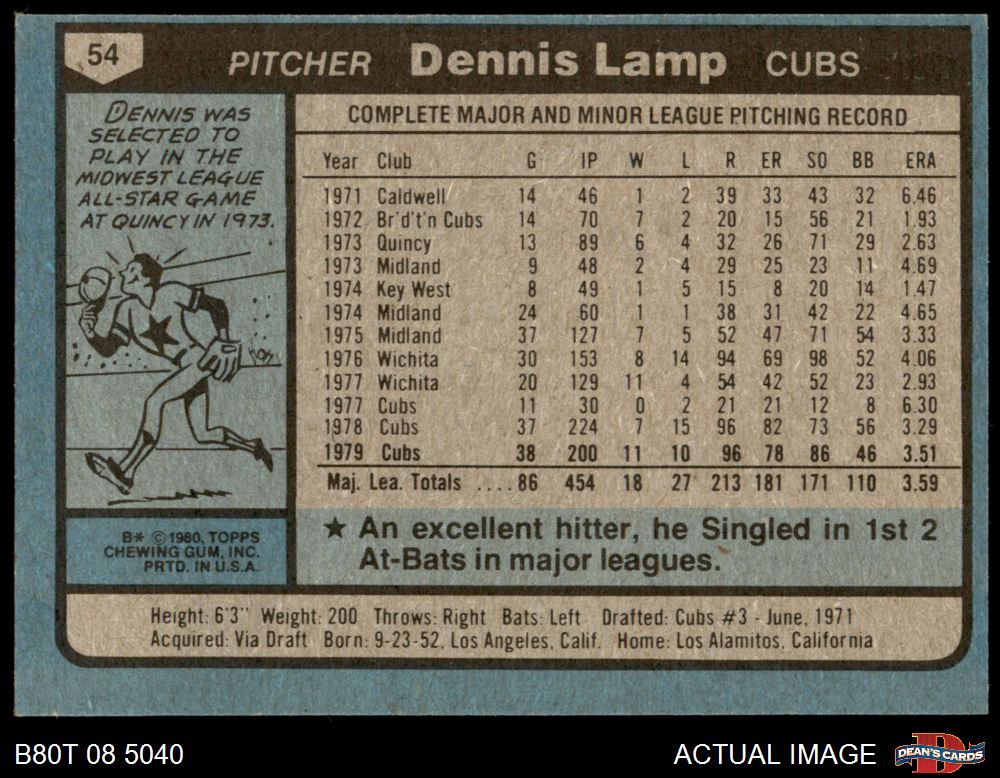 54 PITCHER Dennis Lamp CUBS
DENNIS WAS
SELECTED TO
PLAY IN THE
MIDWEST LEAGUE
ALL-STAR GAME
AT QUINCY IN 1973.
COMPLETE MAJOR AND MINOR LEAGUE PITCHING RECORD
Year Club G IP W L R ER SO BB ERA
1971 Caldwell 14 46 1 2 39 33 43 32 6.46
1972 Br'd't'n Cubs 14 70 7 2 20 15 56 21 1.93
1973 Quincy 13 89 6 4 32 26 71 29 2.63
1973 Midland 9 48 2 4 29 25 23 11 4.69
1974 Key West 8 49 1 5 15 8 20 14 1.47
1974 Midland 24 60 1 1 38 31 42 22 4.65
1975 Midland 37 127 7 5 52 47 71 54 3.33
1976 Wichita 30 153 8 14 94 69 98 52 4.06
1977 Wichita 20 129 11 4 54 42 52 23 2.93
1977 Cubs 11 30 0 2 21 21 12 8 6.30
1978 Cubs 37 224 7 15 96 82 73 56 3.29
1979 Cubs 38 200 11 10 96 78 86 46 3.51
Maj. Lea. Totals ....86 454 18 27 213 181 171 110 3.59
★ An excellent hitter, he Singled in 1st 2
At-Bats in major leagues.
B* © 1980, TOPPS
CHEWING GUM, INC.
PRTD. IN U.S.A.
Height: 6'3" Weight: 200 Throws: Right Bats: Left Drafted: Cubs #3 - June, 1971
Acquired: Via Draft Born: 9-23-52, Los Angeles, Calif. Home: Los Alamitos, California
B80T 08 5040 ACTUAL IMAGE DEAN'S CARDS